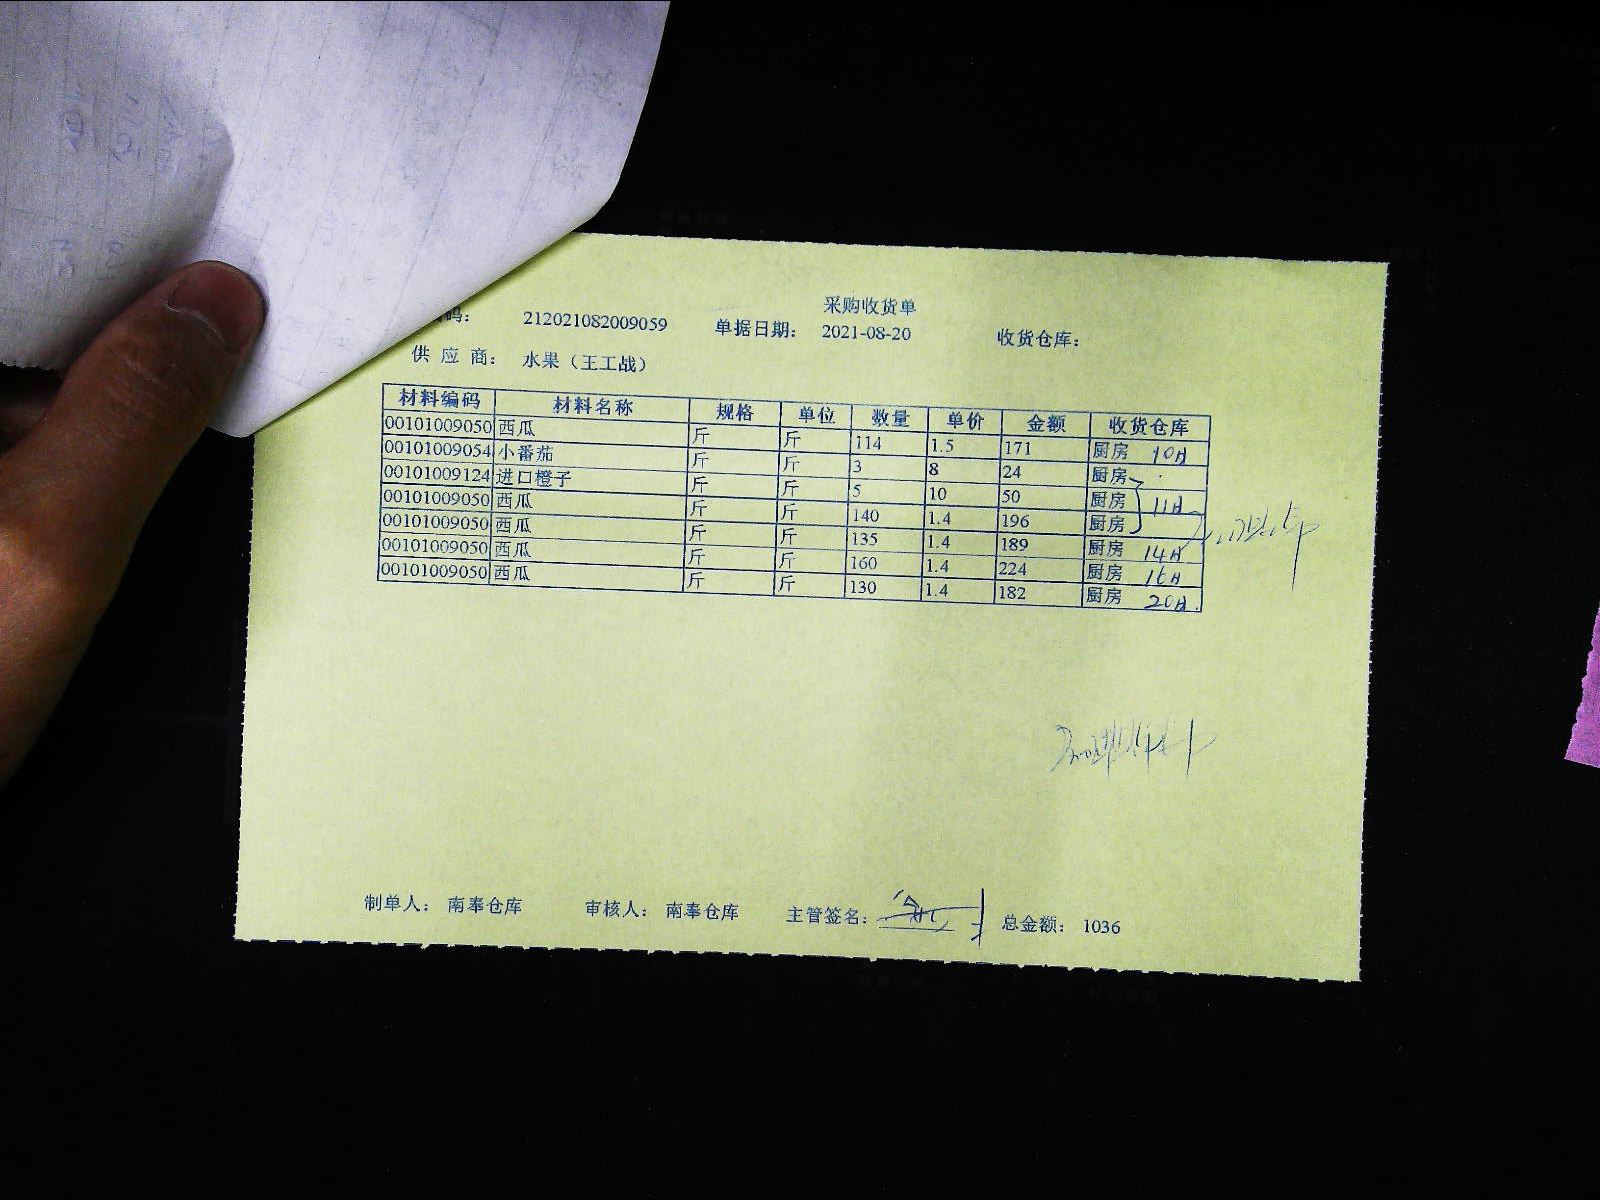 采购收货单
码: 212021082009059 单据日期: 2021-08-20 收货仓库:
供 应 商: 水果（王工战）
材料编码 材料名称 规格 单位 数量 单价 金额 收货仓库
00101009050 西瓜 斤 斤 114 1.5 171 厨房 10日
00101009054 小番茄 斤 斤 3 8 24 厨房
00101009124 进口橙子 斤 斤 5 10 50 厨房 11日
00101009050 西瓜 斤 斤 140 1.4 196 厨房
00101009050 西瓜 斤 斤 135 1.4 189 厨房 14日
00101009050 西瓜 斤 斤 160 1.4 224 厨房 16日
00101009050 西瓜 斤 斤 130 1.4 182 厨房 20日
制单人: 南奉仓库 审核人: 南奉仓库 主管签名: 总金额: 1036